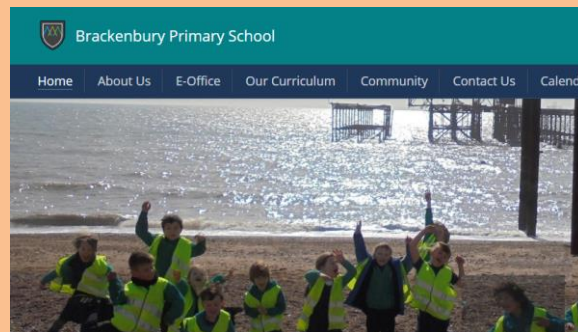 Brackenbury Primary School
Home About Us E-Office Our Curriculum Community Contact Us Calend